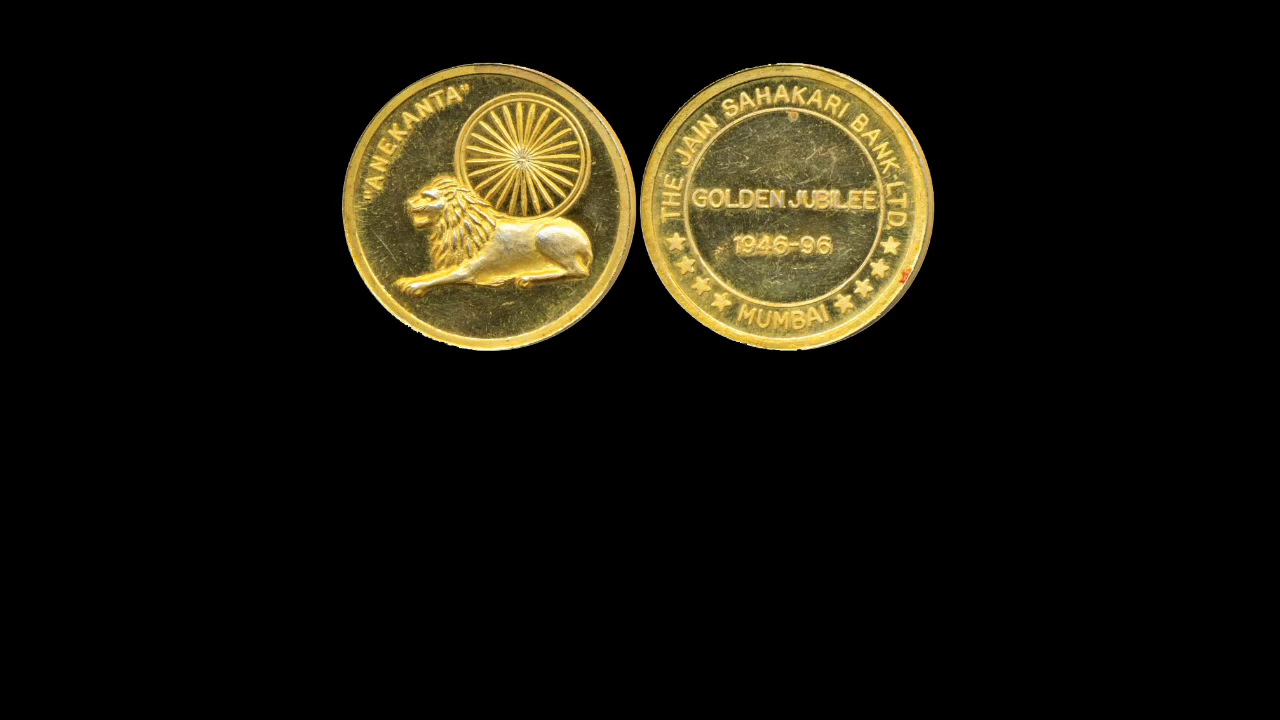 "ANEKANTA"
THE JAIN SAHAKARI BANK LTD
GOLDEN JUBILEE
1946-96
MUMBAI